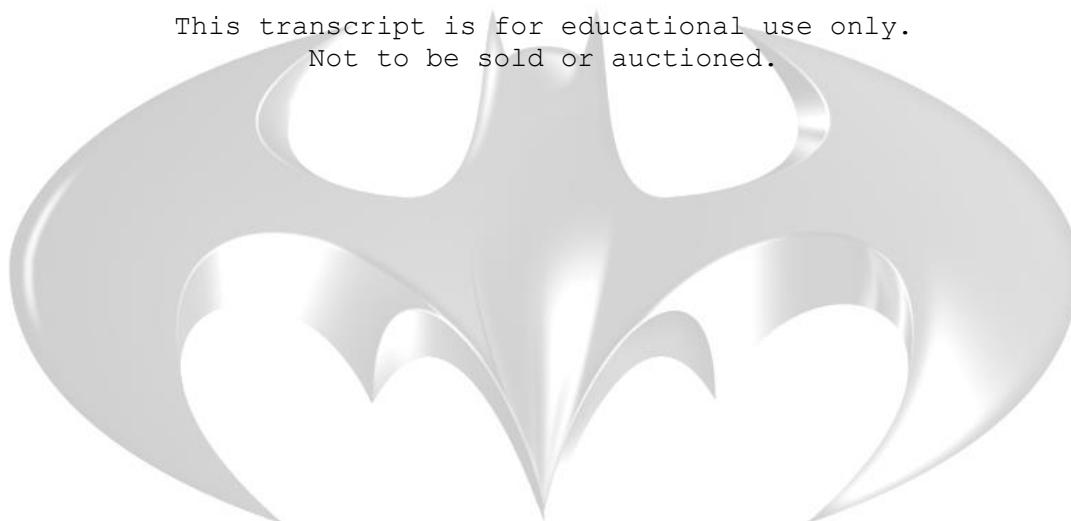 This transcript is for educational use only.
Not to be sold or auctioned.